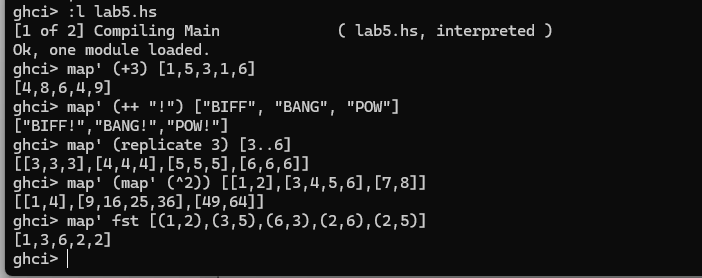 ghci> :l lab5.hs
[1 of 2] Compiling Main             ( lab5.hs, interpreted )
Ok, one module loaded.
ghci> map' (+3) [1,5,3,1,6]
[4,8,6,4,9]
ghci> map' (++ "!") ["BIFF", "BANG", "POW"]
["BIFF!","BANG!","POW!"]
ghci> map' (replicate 3) [3..6]
[[3,3,3],[4,4,4],[5,5,5],[6,6,6]]
ghci> map' (map' (^2)) [[1,2],[3,4,5,6],[7,8]]
[[1,4],[9,16,25,36],[49,64]]
ghci> map' fst [(1,2),(3,5),(6,3),(2,6),(2,5)]
[1,3,6,2,2]
ghci>